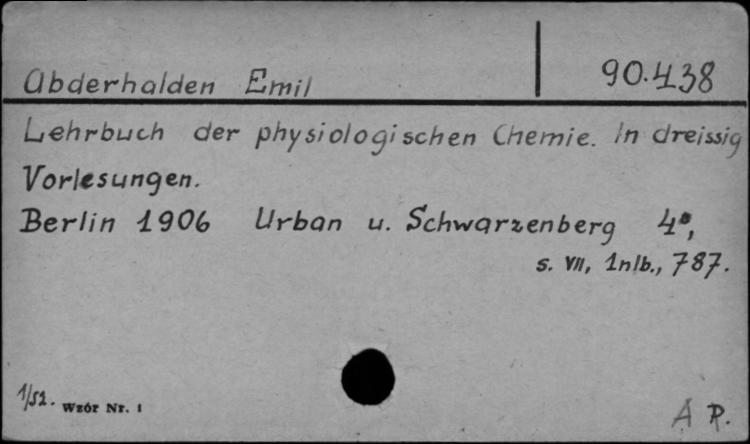 Abderhalden Emil
90.438
Lehrbuch der physiologischen Chemie. In dreissig
Vorlesungen.
Berlin 1906 Urban u. Schwarzenberg 4°,
s. VII, 1nlb., 787.
1/52. Wzór Nr. 1
A R.